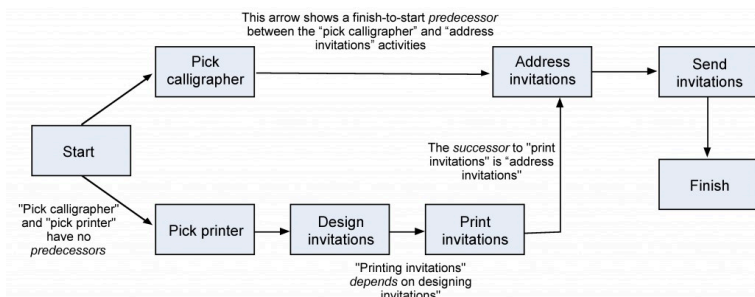 This arrow shows a finish-to-start predecessor
between the “pick calligrapher” and “address
invitations” activities
Pick
calligrapher
Address
invitations
Send
invitations
Start
The successor to "print
invitations" is “address
invitations"
Finish
"Pick calligrapher"
and "pick printer"
have no
predecessors
Pick printer
Design
invitations
Print
invitations
"Printing invitations"
depends on designing
invitations"